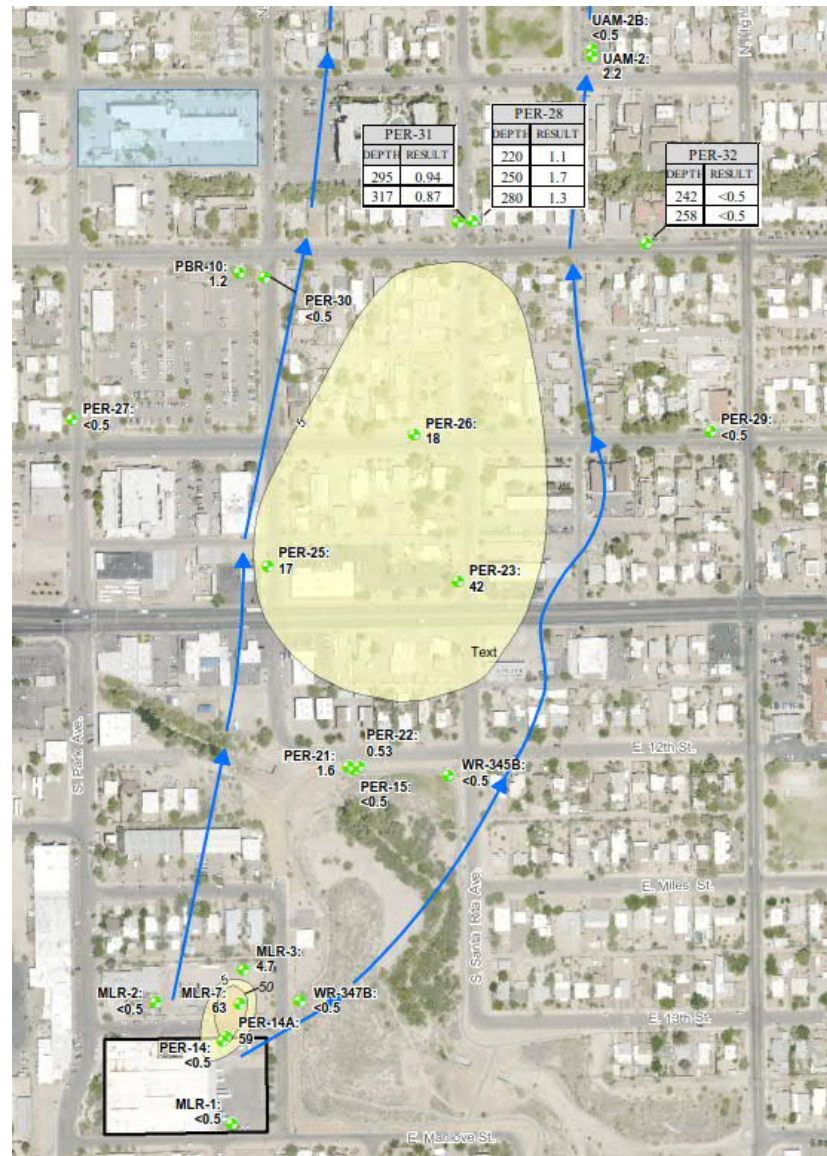 UAM-2B:
<0.5
UAM-2:
2.2
PER-31
DEPTH RESULT
295 0.94
317 0.87
PER-28
DEPTH RESULT
220 1.1
250 1.7
280 1.3
PER-32
DEPTH RESULT
242 <0.5
258 <0.5
PBR-10:
1.2
PER-30
<0.5
PER-27:
<0.5
5
PER-26:
18
PER-29:
<0.5
PER-25:
17
PER-23:
42
Text
S. Park Ave.
PER-22:
0.53
PER-21:
1.6
PER-15:
<0.5
WR-345B:
<0.5
E. 12th St.
E. Miles St.
S. Santa Rita Ave.
MLR-3:
4.7
5
50
MLR-2:
<0.5
MLR-7:
63
WR-347B:
<0.5
PER-14A:
59
PER-14:
<0.5
E. 13th St.
MLR-1:
<0.5
E. Manlove St.